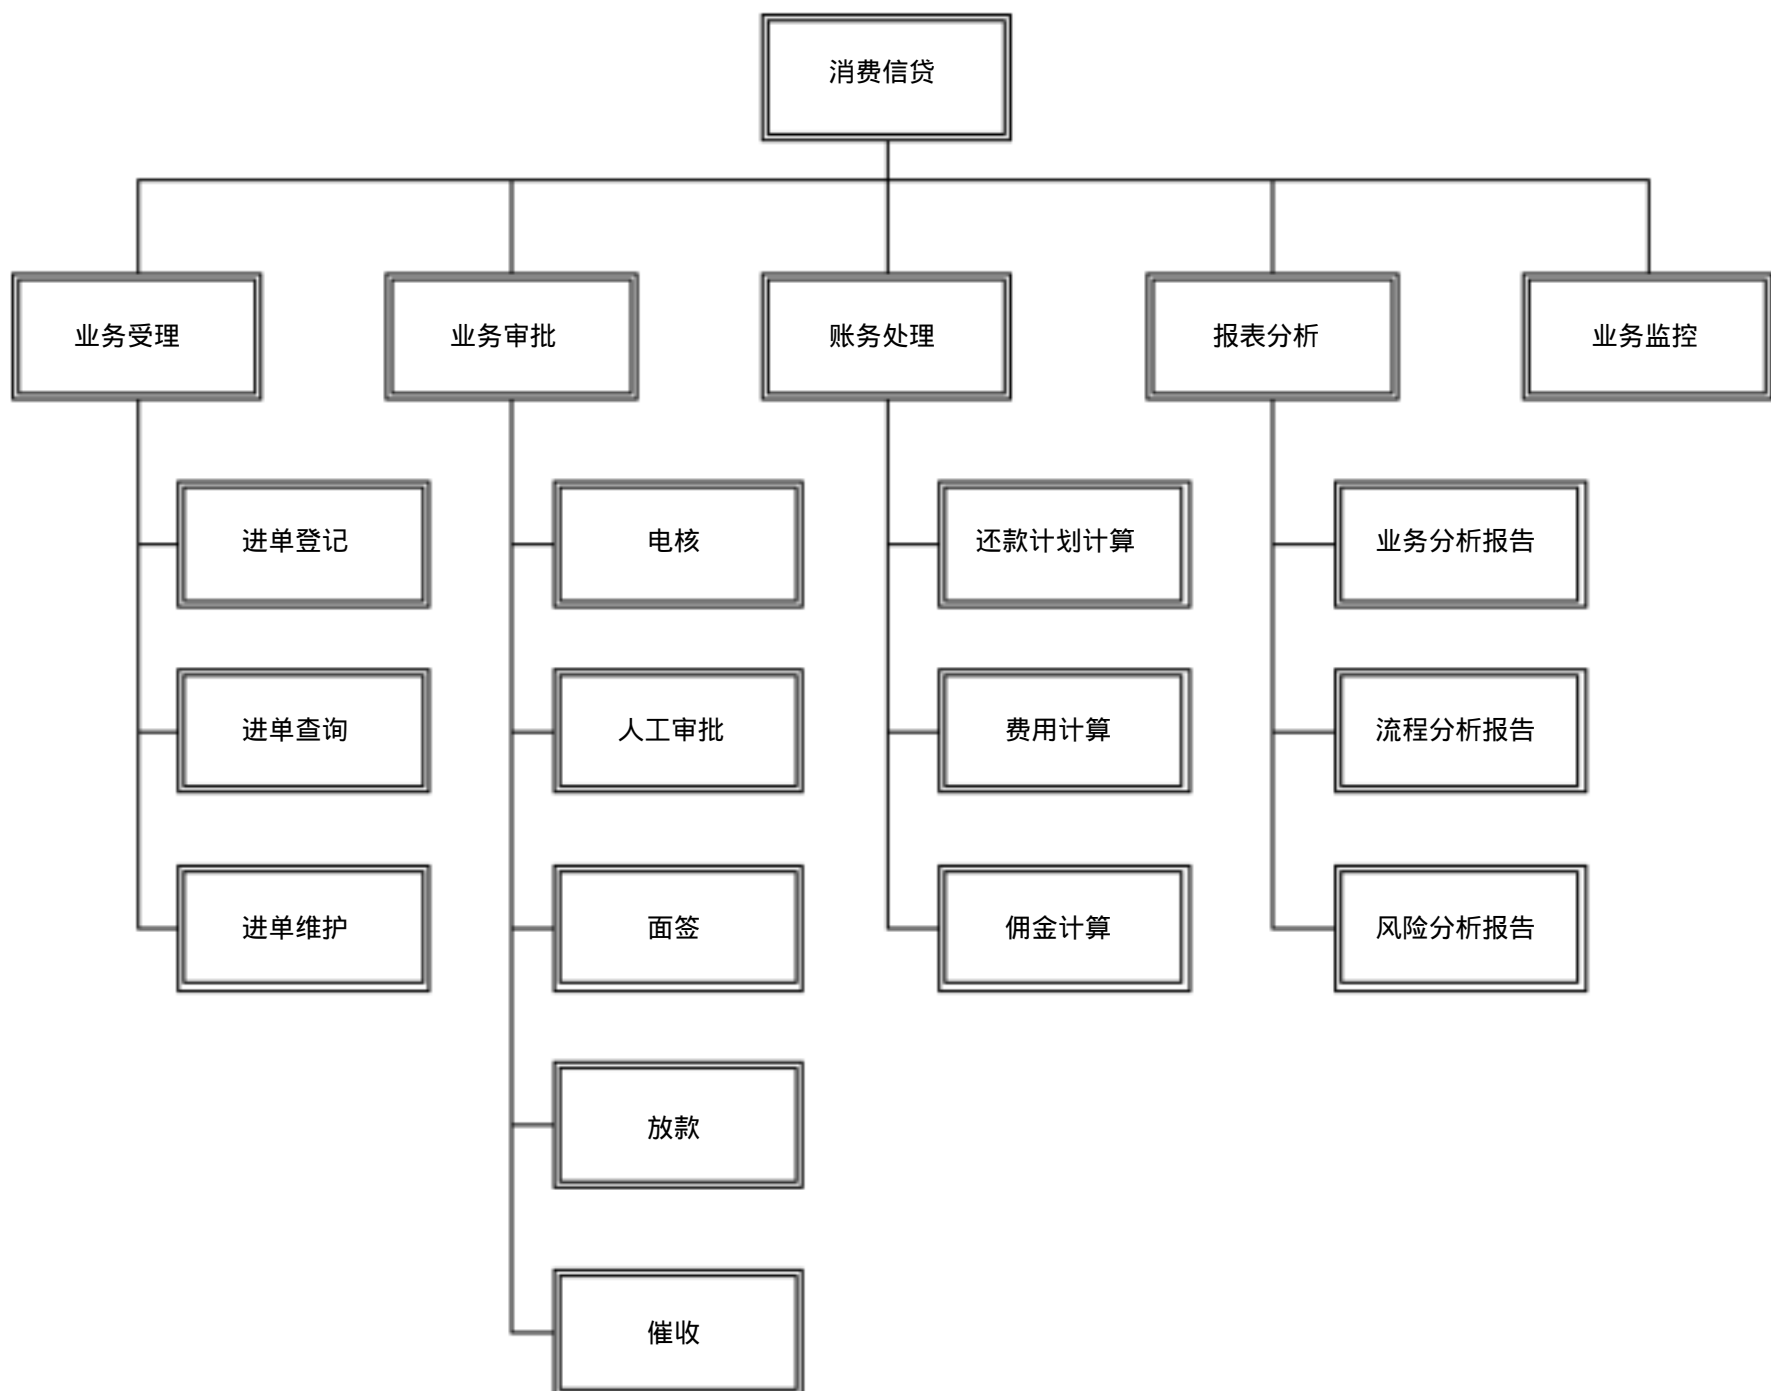 消费信贷
业务受理
业务审批
账务处理
报表分析
业务监控
进单登记
电核
还款计划计算
业务分析报告
进单查询
人工审批
费用计算
流程分析报告
进单维护
面签
佣金计算
风险分析报告
放款
催收